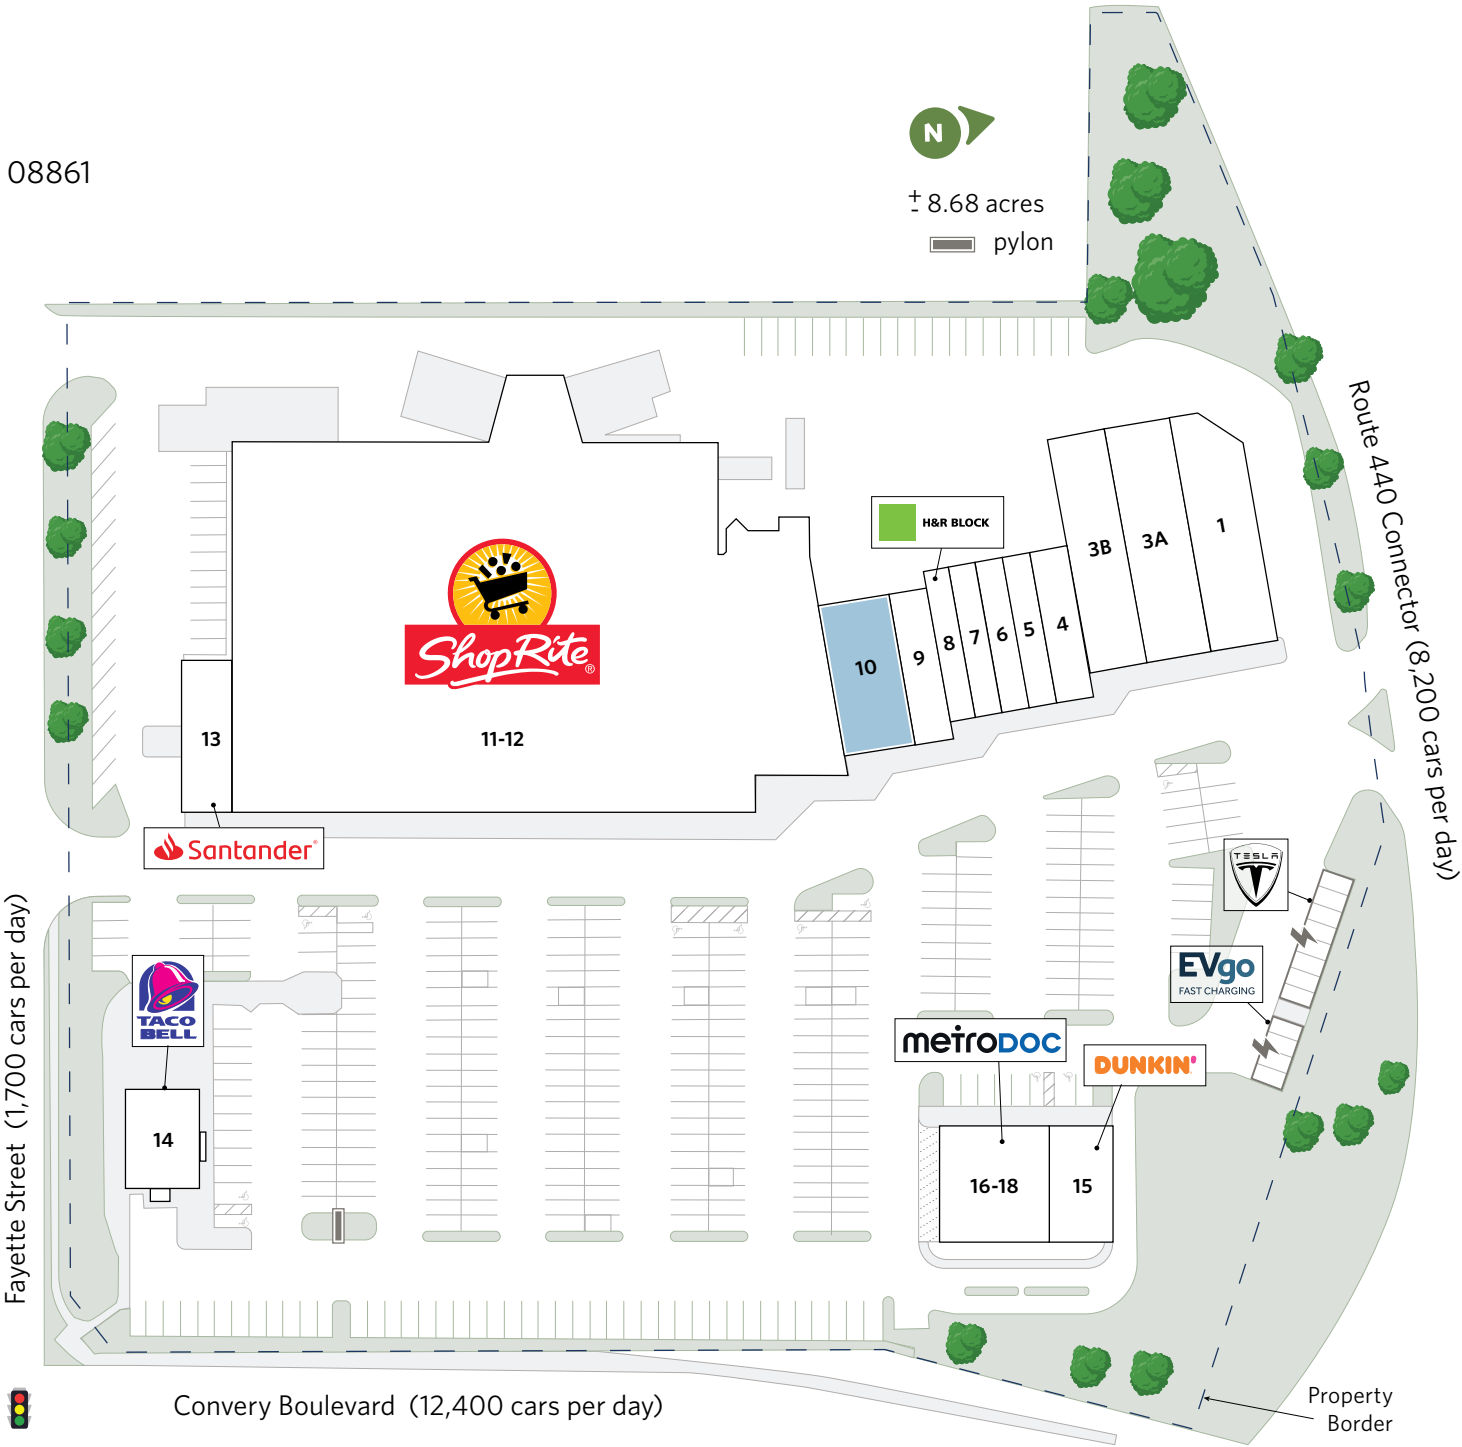 08861
N
± 8.68 acres
pylon
Route 440 Connector (8,200 cars per day)
H&R BLOCK
1
3A
3B
4
5
6
7
8
9
10
ShopRite®
11-12
13
Santander
TESLA
EVgo
FAST CHARGING
TACO
BELL
metroDOC
DUNKIN'
14
16-18
15
Fayette Street (1,700 cars per day)
Convery Boulevard (12,400 cars per day)
Property
Border